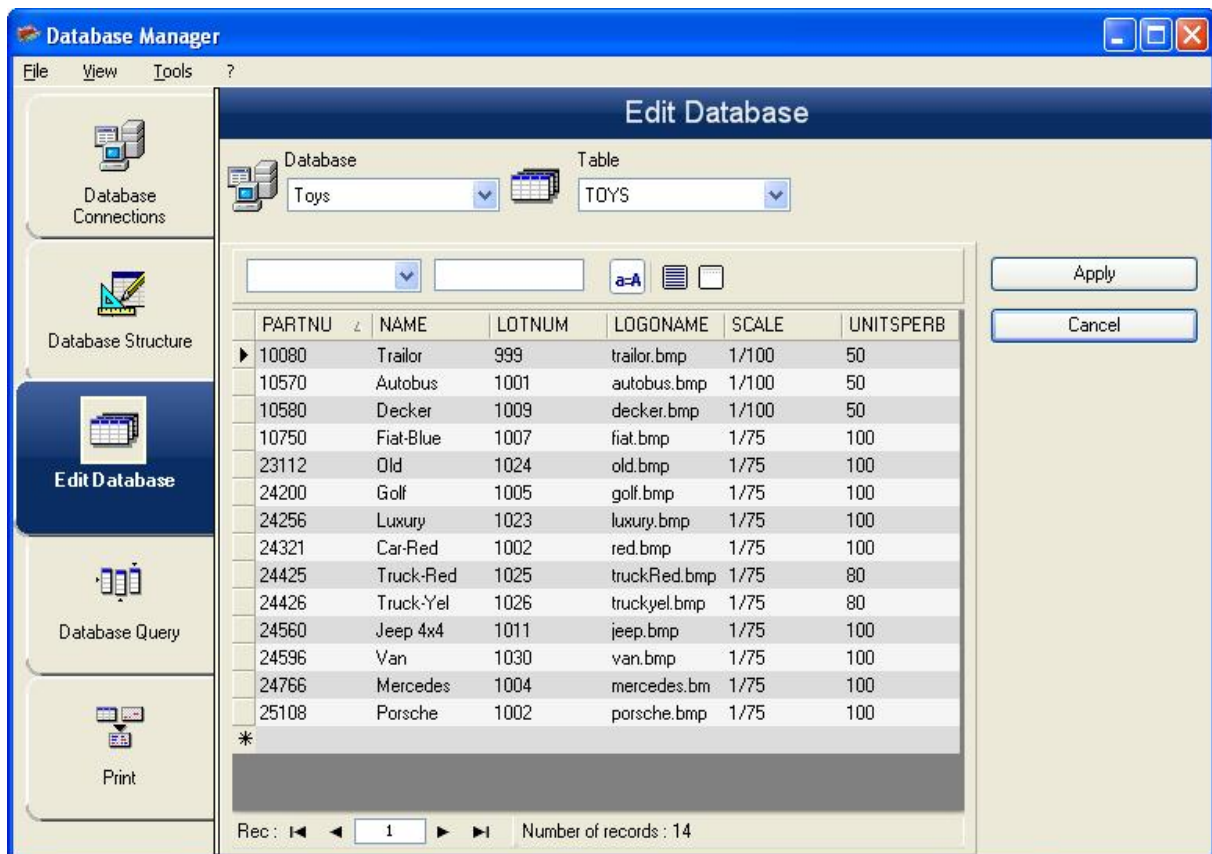 Database Manager
File View Tools ?
Database Connections
Database Structure
Edit Database
Database Query
Print
Edit Database
Database
Toys
Table
TOYS
a=A
Apply
Cancel
PARTNU NAME LOTNUM LOGONAME SCALE UNITSPERB
10080 Trailor 999 trailor.bmp 1/100 50
10570 Autobus 1001 autobus.bmp 1/100 50
10580 Decker 1009 decker.bmp 1/100 50
10750 Fiat-Blue 1007 fiat.bmp 1/75 100
23112 Old 1024 old.bmp 1/75 100
24200 Golf 1005 golf.bmp 1/75 100
24256 Luxury 1023 luxury.bmp 1/75 100
24321 Car-Red 1002 red.bmp 1/75 100
24425 Truck-Red 1025 truckRed.bmp 1/75 80
24426 Truck-Yel 1026 truckyel.bmp 1/75 80
24560 Jeep 4x4 1011 jeep.bmp 1/75 100
24596 Van 1030 van.bmp 1/75 100
24766 Mercedes 1004 mercedes.bm 1/75 100
25108 Porsche 1002 porsche.bmp 1/75 100
Rec : 1 Number of records : 14